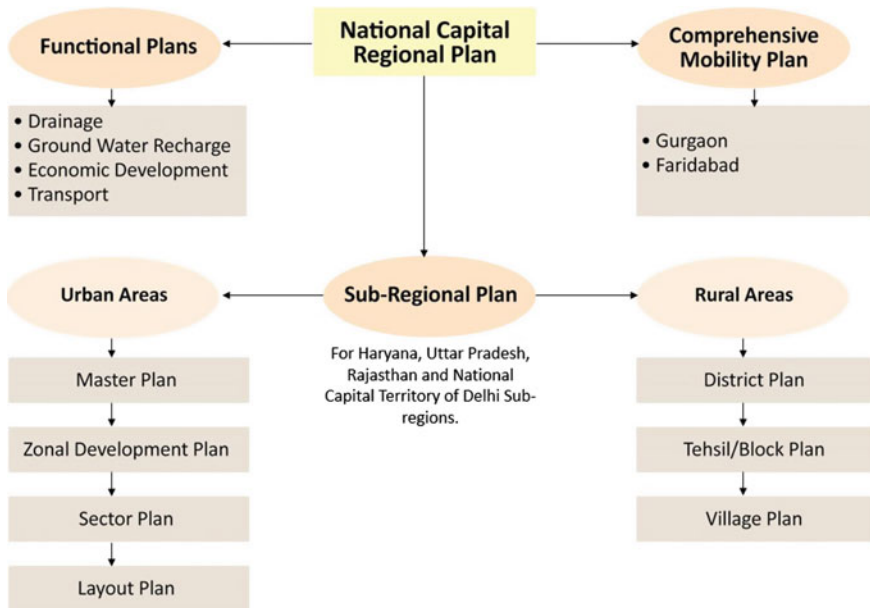 Functional Plans
National Capital
Regional Plan
Comprehensive
Mobility Plan
• Drainage
• Ground Water Recharge
• Economic Development
• Transport
• Gurgaon
• Faridabad
Urban Areas
Sub-Regional Plan
Rural Areas
For Haryana, Uttar Pradesh,
Rajasthan and National
Capital Territory of Delhi Sub-
regions.
Master Plan
Zonal Development Plan
Sector Plan
Layout Plan
District Plan
Tehsil/Block Plan
Village Plan